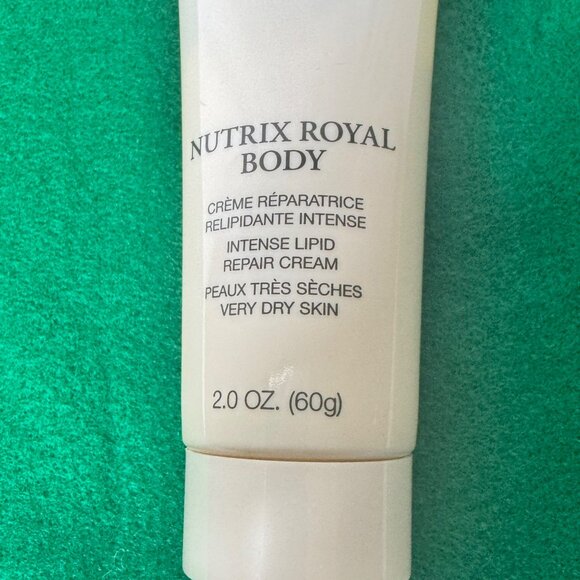 NUTRIX ROYAL
BODY
CRÈME RÉPARATRICE
RELIPIDANTE INTENSE
INTENSE LIPID
REPAIR CREAM
PEAUX TRÈS SÈCHES
VERY DRY SKIN
2.0 OZ. (60g)